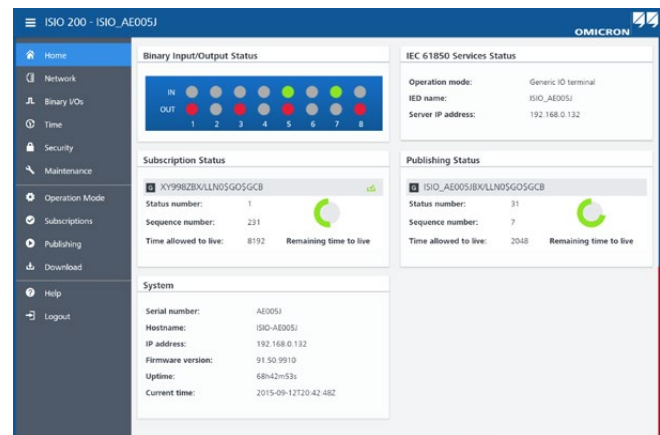 ISIO 200 - ISIO_AE005J
OMICRON
Home
Network
Binary I/Os
Time
Security
Maintenance
Operation Mode
Subscriptions
Publishing
Download
Help
Logout
Binary Input/Output Status
IN
OUT
1 2 3 4 5 6 7 8
IEC 61850 Services Status
Operation mode: Generic IO terminal
IED name: ISIO_AE005J
Server IP address: 192.168.0.132
Subscription Status
G XY998ZBX/LLN0$GO$GCB
Status number: 1
Sequence number: 231
Time allowed to live: 8192 Remaining time to live
Publishing Status
G ISIO_AE005JBX/LLN0$GO$GCB
Status number: 31
Sequence number: 7
Time allowed to live: 2048 Remaining time to live
System
Serial number: AE005J
Hostname: ISIO-AE005J
IP address: 192.168.0.132
Firmware version: 91.50.9910
Uptime: 68h42m53s
Current time: 2015-09-12T20:42:48Z